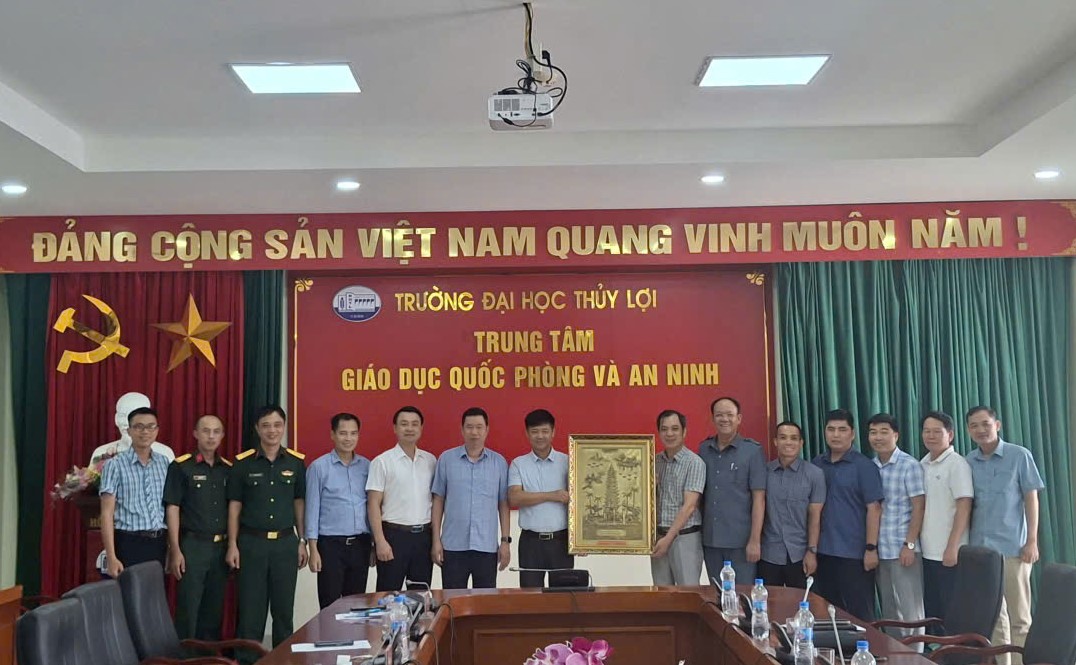 ĐẢNG CỘNG SẢN VIỆT NAM QUANG VINH MUÔN NĂM !
TRƯỜNG ĐẠI HỌC THỦY LỢI
TRUNG TÂM
GIÁO DỤC QUỐC PHÒNG VÀ AN NINH